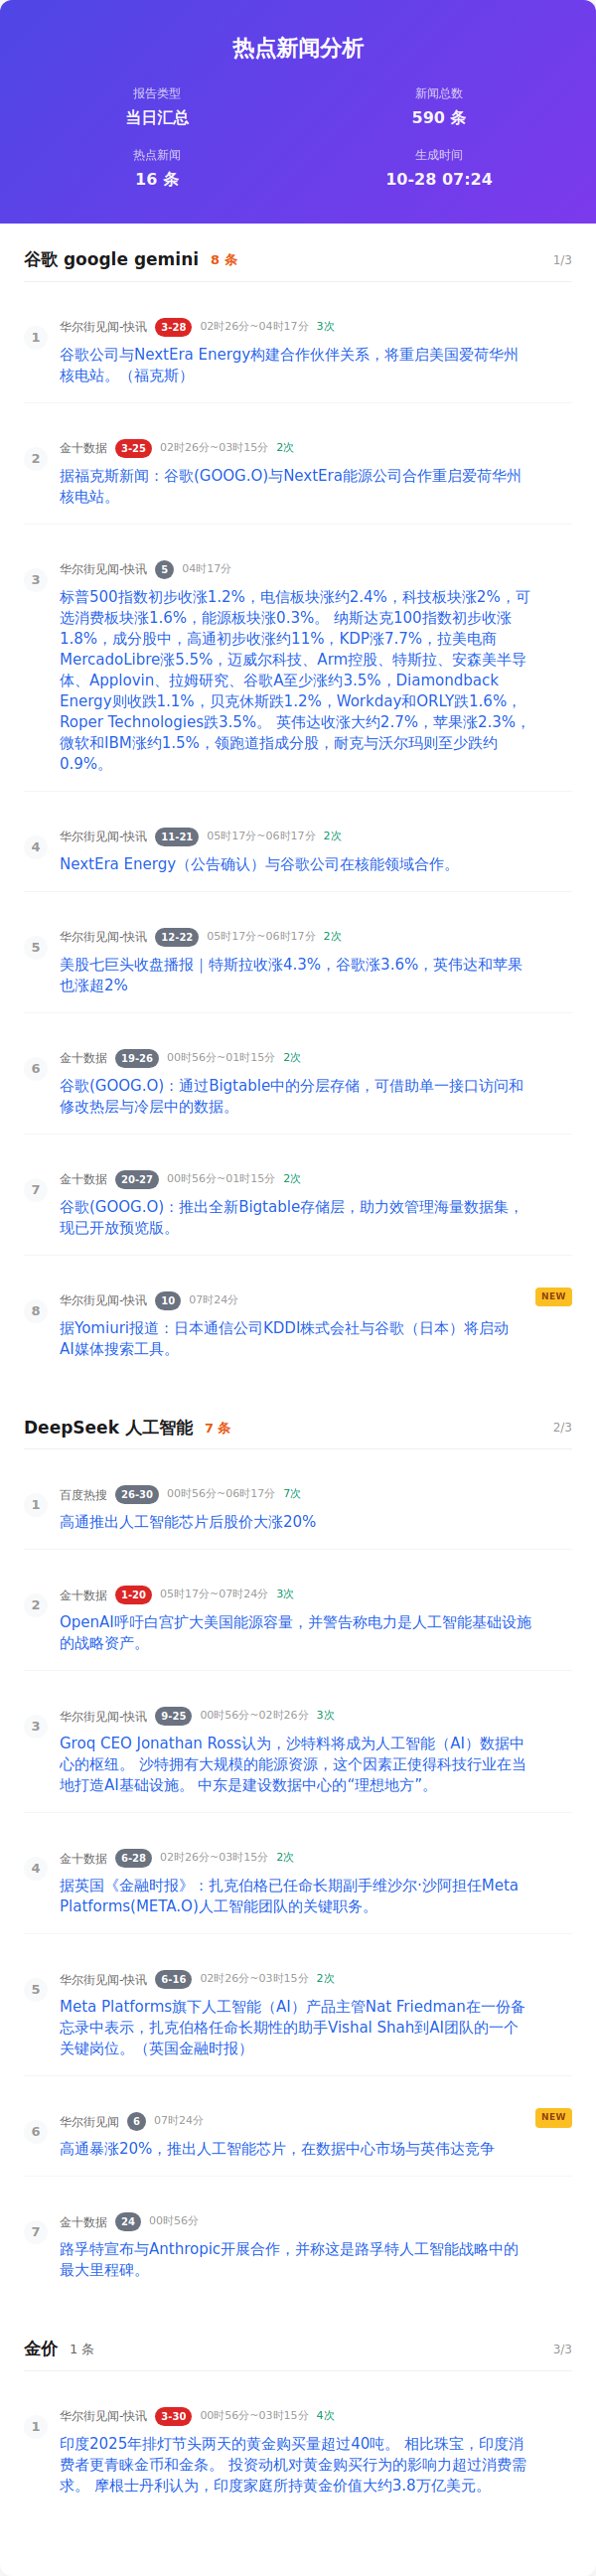 热点新闻分析
报告类型
当日汇总
新闻总数
590 条
热点新闻
16 条
生成时间
10-28 07:24
谷歌 google gemini 8 条 1/3
1
华尔街见闻-快讯 3-28 02时26分~04时17分 3次
谷歌公司与NextEra Energy构建合作伙伴关系，将重启美国爱荷华州
核电站。（福克斯）
2
金十数据 3-25 02时26分~03时15分 2次
据福克斯新闻：谷歌(GOOG.O)与NextEra能源公司合作重启爱荷华州
核电站。
3
华尔街见闻-快讯 5 04时17分
标普500指数初步收涨1.2%，电信板块涨约2.4%，科技板块涨2%，可
选消费板块涨1.6%，能源板块涨0.3%。 纳斯达克100指数初步收涨
1.8%，成分股中，高通初步收涨约11%，KDP涨7.7%，拉美电商
MercadoLibre涨5.5%，迈威尔科技、Arm控股、特斯拉、安森美半导
体、Applovin、拉姆研究、谷歌A至少涨约3.5%，Diamondback
Energy则收跌1.1%，贝克休斯跌1.2%，Workday和ORLY跌1.6%，
Roper Technologies跌3.5%。 英伟达收涨大约2.7%，苹果涨2.3%，
微软和IBM涨约1.5%，领跑道指成分股，耐克与沃尔玛则至少跌约
0.9%。
4
华尔街见闻-快讯 11-21 05时17分~06时17分 2次
NextEra Energy（公告确认）与谷歌公司在核能领域合作。
5
华尔街见闻-快讯 12-22 05时17分~06时17分 2次
美股七巨头收盘播报｜特斯拉收涨4.3%，谷歌涨3.6%，英伟达和苹果
也涨超2%
6
金十数据 19-26 00时56分~01时15分 2次
谷歌(GOOG.O)：通过Bigtable中的分层存储，可借助单一接口访问和
修改热层与冷层中的数据。
7
金十数据 20-27 00时56分~01时15分 2次
谷歌(GOOG.O)：推出全新Bigtable存储层，助力效管理海量数据集，
现已开放预览版。
8
华尔街见闻-快讯 10 07时24分 NEW
据Yomiuri报道：日本通信公司KDDI株式会社与谷歌（日本）将启动
AI媒体搜索工具。
DeepSeek 人工智能 7 条 2/3
1
百度热搜 26-30 00时56分~06时17分 7次
高通推出人工智能芯片后股价大涨20%
2
金十数据 1-20 05时17分~07时24分 3次
OpenAI呼吁白宫扩大美国能源容量，并警告称电力是人工智能基础设施
的战略资产。
3
华尔街见闻-快讯 9-25 00时56分~02时26分 3次
Groq CEO Jonathan Ross认为，沙特料将成为人工智能（AI）数据中
心的枢纽。 沙特拥有大规模的能源资源，这个因素正使得科技行业在当
地打造AI基础设施。 中东是建设数据中心的“理想地方”。
4
金十数据 6-28 02时26分~03时15分 2次
据英国《金融时报》：扎克伯格已任命长期副手维沙尔·沙阿担任Meta
Platforms(META.O)人工智能团队的关键职务。
5
华尔街见闻-快讯 6-16 02时26分~03时15分 2次
Meta Platforms旗下人工智能（AI）产品主管Nat Friedman在一份备
忘录中表示，扎克伯格任命长期性的助手Vishal Shah到AI团队的一个
关键岗位。（英国金融时报）
6
华尔街见闻 6 07时24分 NEW
高通暴涨20%，推出人工智能芯片，在数据中心市场与英伟达竞争
7
金十数据 24 00时56分
路孚特宣布与Anthropic开展合作，并称这是路孚特人工智能战略中的
最大里程碑。
金价 1 条 3/3
1
华尔街见闻-快讯 3-30 00时56分~03时15分 4次
印度2025年排灯节头两天的黄金购买量超过40吨。 相比珠宝，印度消
费者更青睐金币和金条。 投资动机对黄金购买行为的影响力超过消费需
求。 摩根士丹利认为，印度家庭所持黄金价值大约3.8万亿美元。